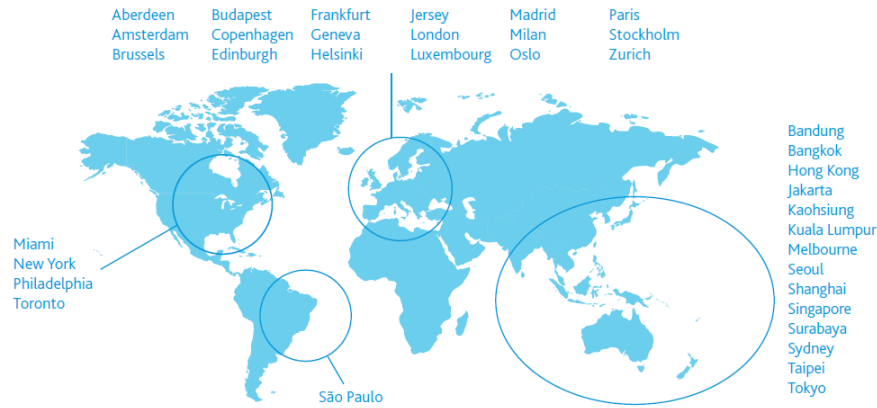 Aberdeen Budapest Frankfurt Jersey Madrid Paris
Amsterdam Copenhagen Geneva London Milan Stockholm
Brussels Edinburgh Helsinki Luxembourg Oslo Zurich
Bandung
Bangkok
Hong Kong
Jakarta
Kaohsiung
Kuala Lumpur
Melbourne
Seoul
Shanghai
Singapore
Surabaya
Sydney
Taipei
Tokyo
Miami
New York
Philadelphia
Toronto
São Paulo